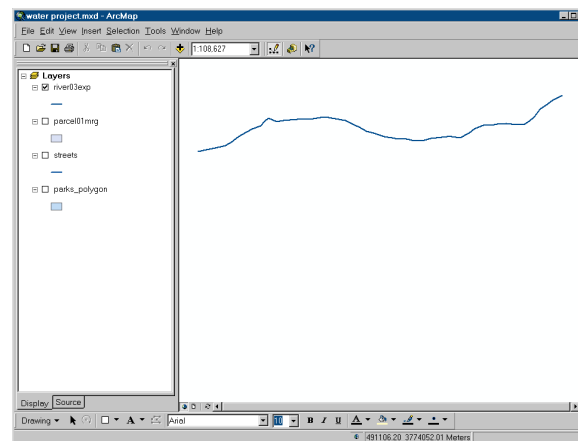 water project.mxd - ArcMap
File Edit View Insert Selection Tools Window Help
1:108,627
Layers
river03exp
parcel01mrg
streets
parks_polygon
Display Source
Drawing A Arial 10 B I U A
491106.20 3774052.01 Meters